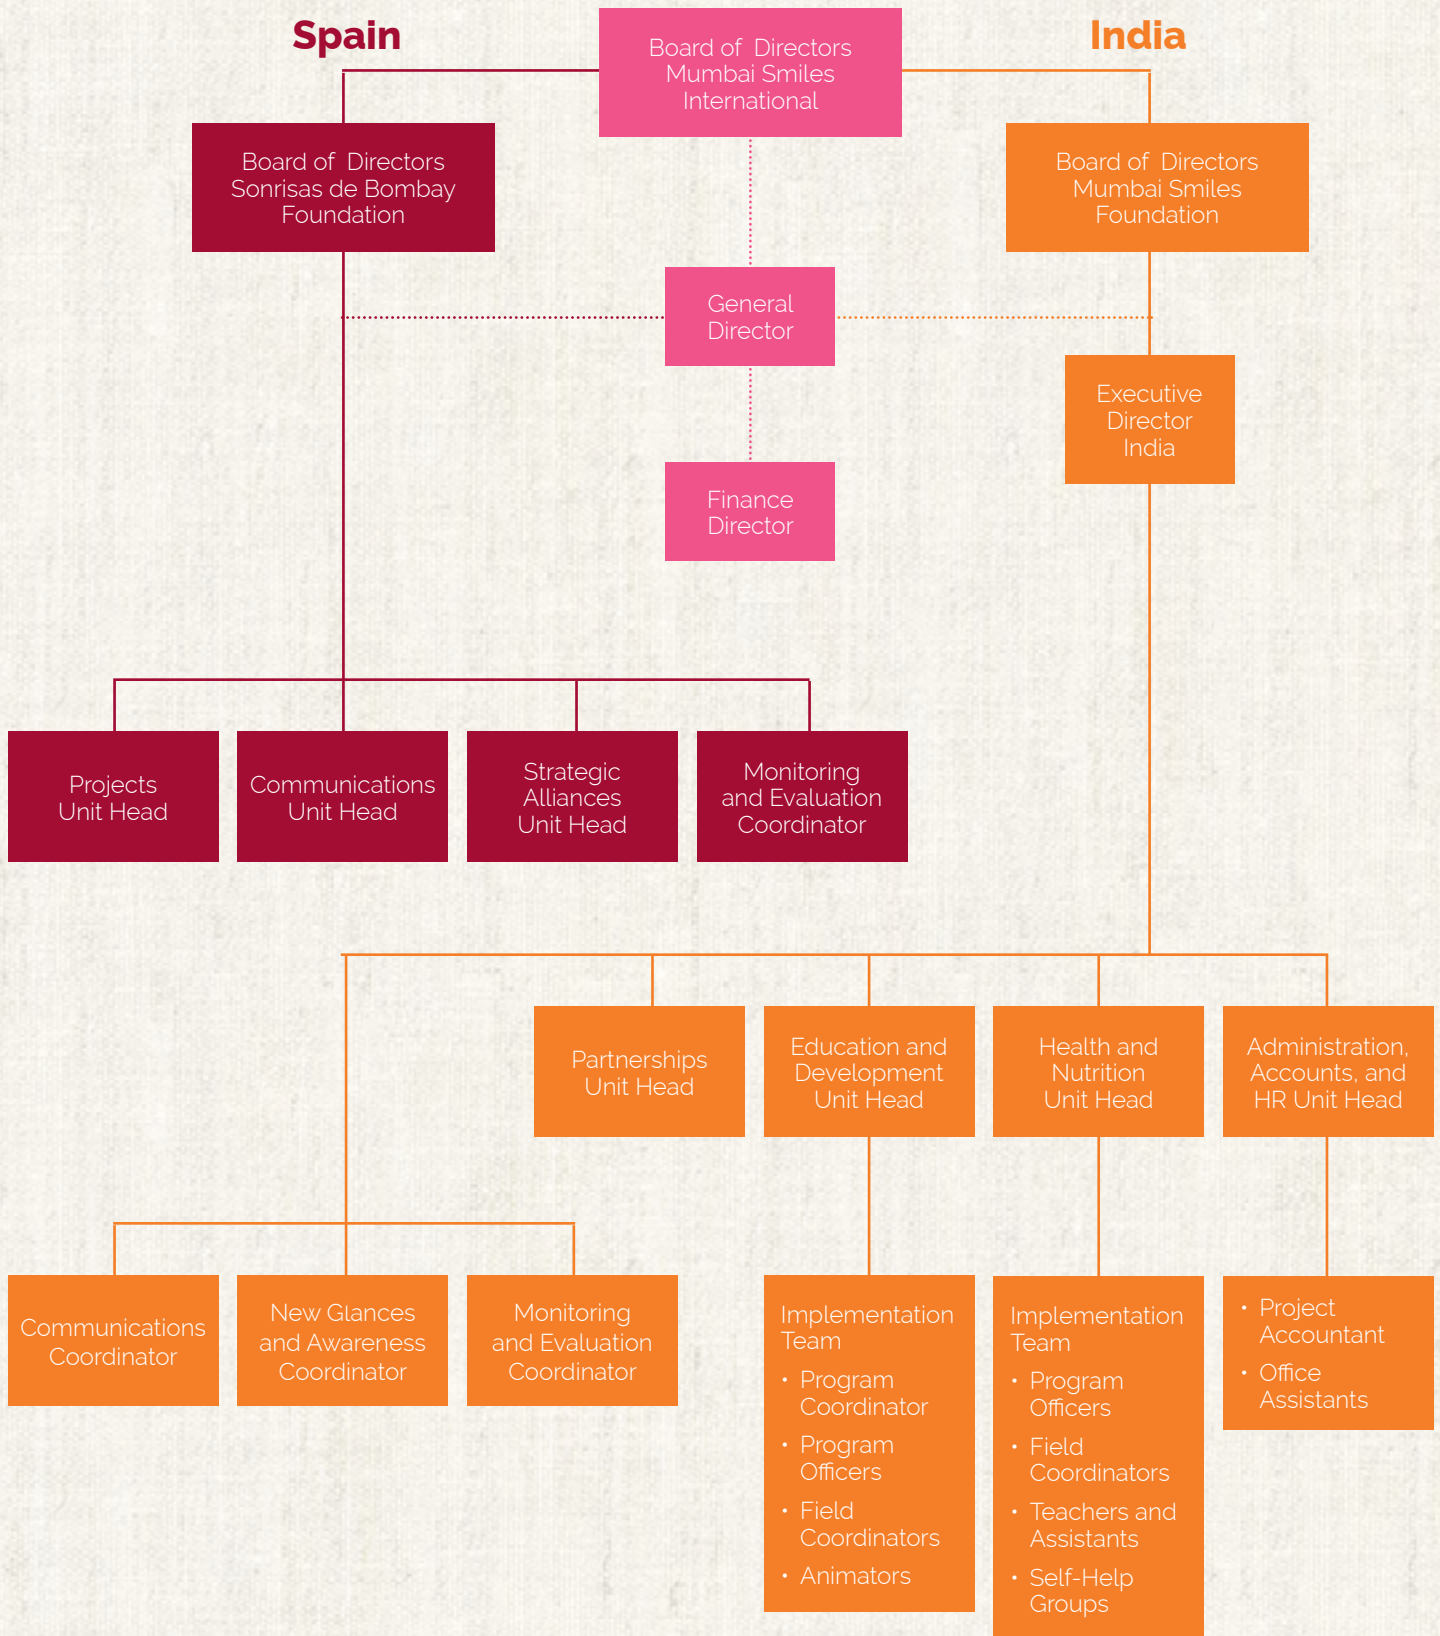 Spain
India
Board of Directors
Mumbai Smiles
International
Board of Directors
Sonrisas de Bombay
Foundation
Board of Directors
Mumbai Smiles
Foundation
General
Director
Executive
Director
India
Finance
Director
Projects
Unit Head
Communications
Unit Head
Strategic
Alliances
Unit Head
Monitoring
and Evaluation
Coordinator
Partnerships
Unit Head
Education and
Development
Unit Head
Health and
Nutrition
Unit Head
Administration,
Accounts, and
HR Unit Head
Communications
Coordinator
New Glances
and Awareness
Coordinator
Monitoring
and Evaluation
Coordinator
Implementation
Team
• Program
Coordinator
• Program
Officers
• Field
Coordinators
• Animators
Implementation
Team
• Program
Officers
• Field
Coordinators
• Teachers and
Assistants
• Self-Help
Groups
• Project
Accountant
• Office
Assistants